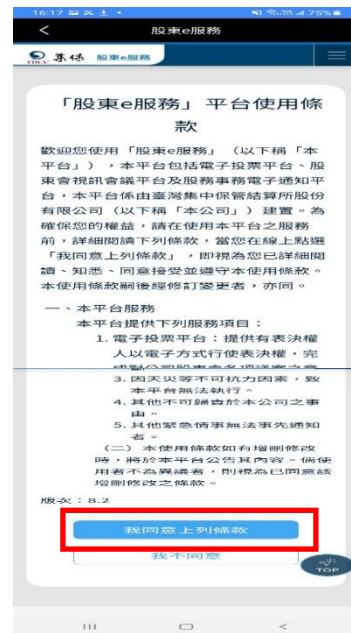 16:17
75%
股東e服務
TDCC 集保 股東e服務
「股東e服務」平台使用條
款
歡迎您使用「股東e服務」(以下稱「本
平台」),本平台包括電子投票平台、股
東會視訊會議平台及股務事務電子通知平
台,本平台係由臺灣集中保管結算所股份
有限公司(以下稱「本公司」)建置。為
確保您的權益,請在使用本平台之服務
前,詳細閱讀下列條款,當您在線上點選
「我同意上列條款」,即視為您已詳細閱
讀、知悉、同意接受並遵守本使用條款。
本使用條款嗣後經修訂變更者,亦同。
一、本平台服務
本平台提供下列服務項目:
1. 電子投票平台:提供有表決權
人以電子方式行使表決權,完
3. 因天災等不可抗力因素,致
本平台無法執行。
4. 其他不可歸責於本公司之事
由。
5. 其他緊急情事無法事先通知
者。
(二)本使用條款如有增刪修改
時,將於本平台公告其內容。倘使
用者不為異議者,則視為已同意該
增刪修改之條款。
版次:8.2
我同意上列條款
我不同意
TOP